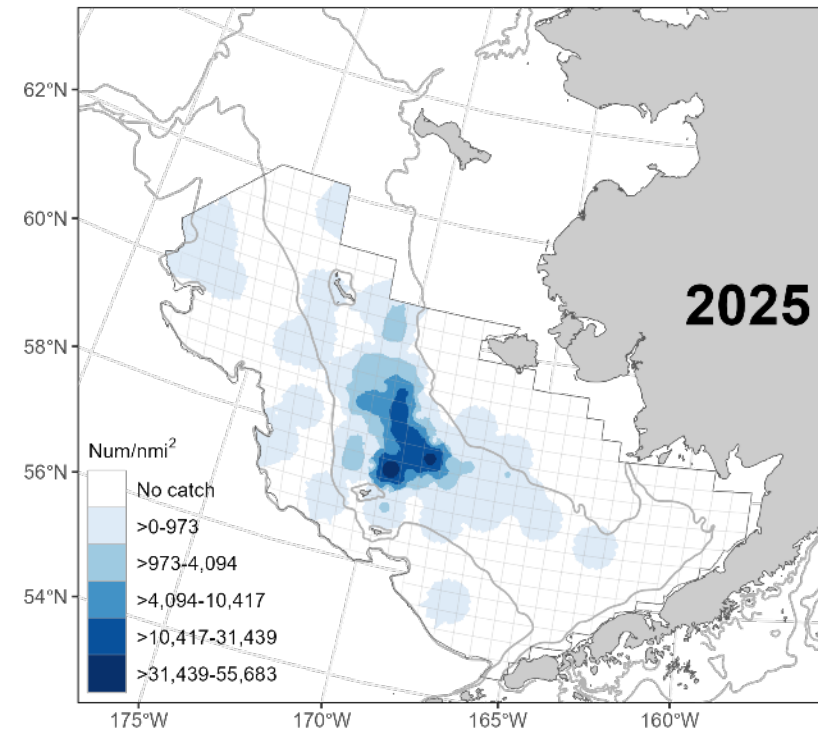 62°N
60°N
2025
58°N
56°N
54°N
Num/nmi²
No catch
>0-973
>973-4,094
>4,094-10,417
>10,417-31,439
>31,439-55,683
175°W 170°W 165°W 160°W